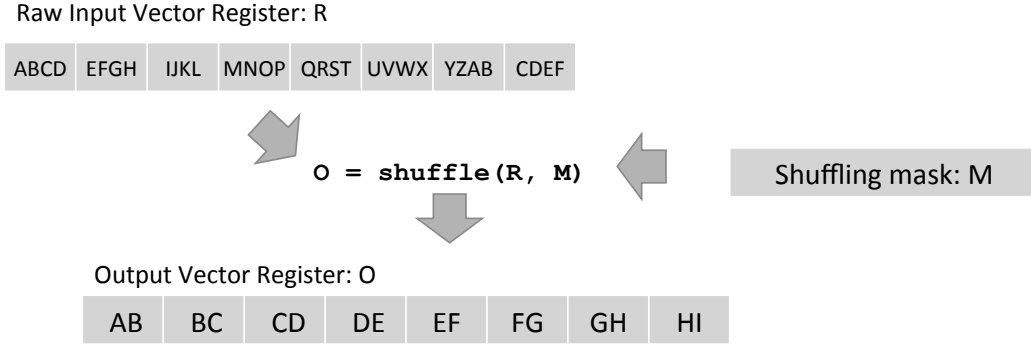 Raw Input Vector Register: R
ABCD EFGH IJKL MNOP QRST UVWX YZAB CDEF
O = shuffle(R, M)
Shuffling mask: M
Output Vector Register: O
AB BC CD DE EF FG GH HI